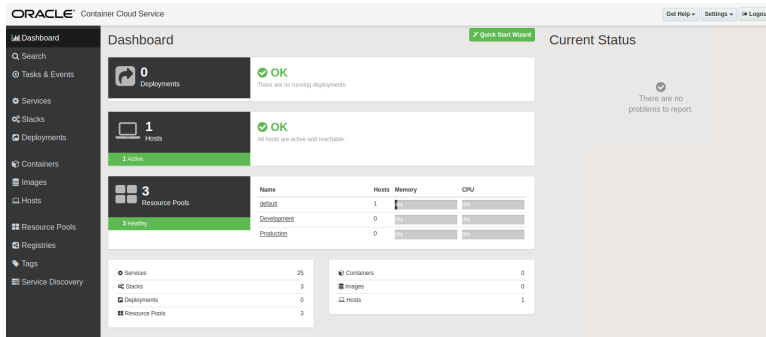 ORACLE® Container Cloud Service
Get Help Settings Logou
Dashboard
Search
Tasks & Events
Services
Stacks
Deployments
Containers
Images
Hosts
Resource Pools
Registries
Tags
Service Discovery
Dashboard
Quick Start Wizard
0
Deployments
OK
There are no running deployments
1
Hosts
1 Active
OK
All hosts are active and reachable.
3
Resource Pools
3 Healthy
Name Hosts Memory CPU
default 1 0%
Development 0 0% 0%
Production 0 0% 0%
Services 25
Stacks 3
Deployments 0
Resource Pools 3
Containers 0
Images 0
Hosts 1
Current Status
There are no
problems to report.